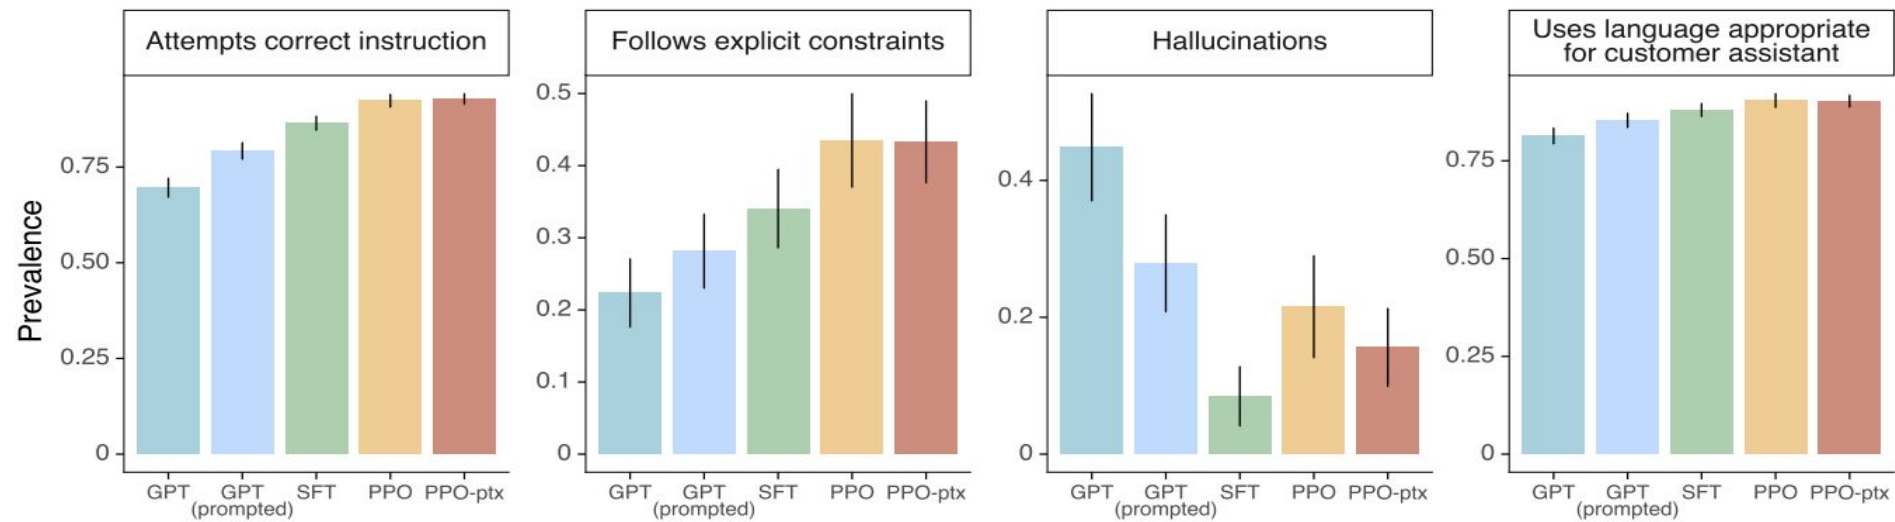 Attempts correct instruction
Follows explicit constraints
Hallucinations
Uses language appropriate
for customer assistant
Prevalence
0.75
0.50
0.25
0
GPT
GPT
(prompted)
SFT
PPO
PPO-ptx
0.5
0.4
0.3
0.2
0.1
0
GPT
GPT
(prompted)
SFT
PPO
PPO-ptx
0.4
0.2
0
GPT
GPT
(prompted)
SFT
PPO
PPO-ptx
0.75
0.50
0.25
0
GPT
GPT
(prompted)
SFT
PPO
PPO-ptx